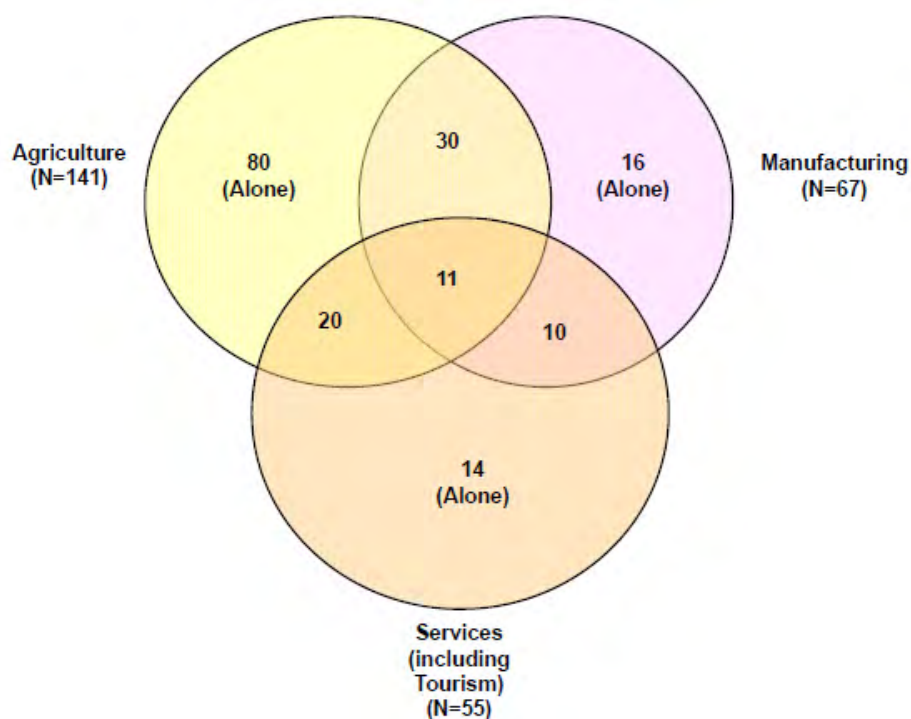 30
Agriculture
(N=141)
80
(Alone)
16
(Alone)
Manufacturing
(N=67)
11
20
10
14
(Alone)
Services
(including
Tourism)
(N=55)